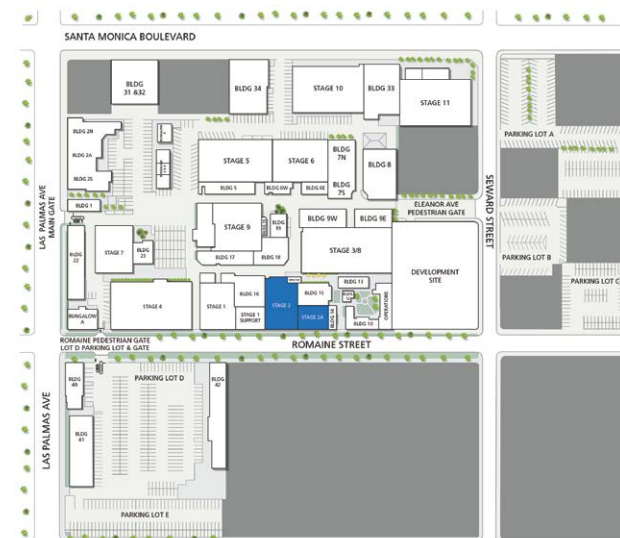 SANTA MONICA BOULEVARD
BLDG
31 &32
BLDG 34
STAGE 10
BLDG 33
STAGE 11
PARKING LOT A
BLDG 2N
BLDG 2A
BLDG 2S
BLDG 1
STAGE 5
STAGE 6
BLDG
7N
BLDG
7S
BLDG 8
BLDG 5
BLDG 6W
BLDG 6E
LAS PALMAS AVE
MAIN GATE
ELEANOR AVE
PEDESTRIAN GATE
SEWARD STREET
BLDG
22
STAGE 7
BLDG
23
STAGE 9
BLDG 17
BLDG 18
BLDG 9W
BLDG 9E
STAGE 3/8
DEVELOPMENT
SITE
PARKING LOT B
PARKING LOT C
BUNGALOW
A
STAGE 4
STAGE 1
BLDG 16
STAGE 1
SUPPORT
STAGE 2
BLDG 15
STAGE 2A
BLDG 14
BLDG 13
BLDG 10
OPERATIONS
ROMAINE PEDESTRIAN GATE
LOT D PARKING LOT & GATE
ROMAINE STREET
LAS PALMAS AVE
BLDG
40
PARKING LOT D
BLDG
42
BLDG
41
PARKING LOT E